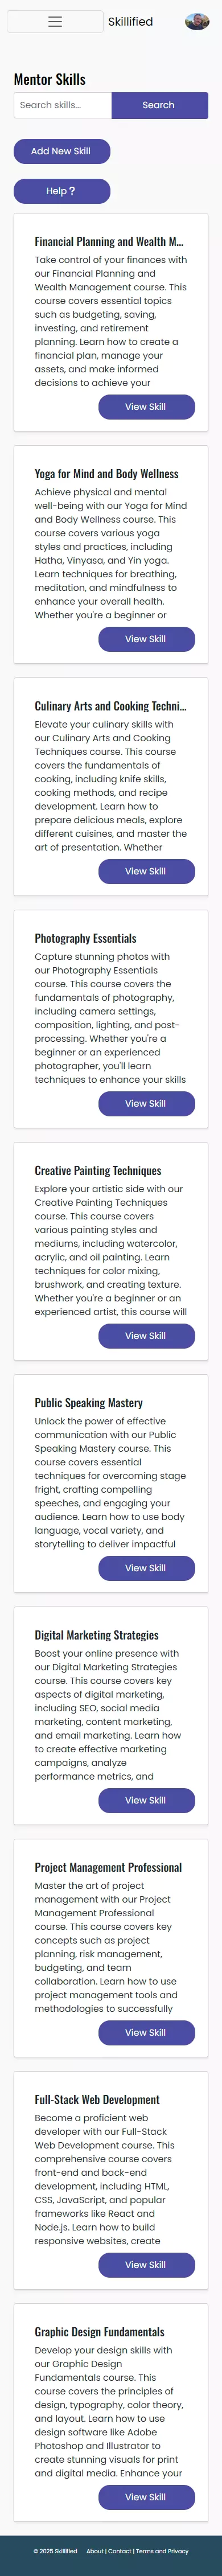 Skillified
Mentor Skills
Search skills...
Search
Add New Skill
Help ?
Financial Planning and Wealth M...
Take control of your finances with
our Financial Planning and
Wealth Management course. This
course covers essential topics
such as budgeting, saving,
investing, and retirement
planning. Learn how to create a
financial plan, manage your
assets, and make informed
decisions to achieve your
View Skill
Yoga for Mind and Body Wellness
Achieve physical and mental
well-being with our Yoga for Mind
and Body Wellness course. This
course covers various yoga
styles and practices, including
Hatha, Vinyasa, and Yin yoga.
Learn techniques for breathing,
meditation, and mindfulness to
enhance your overall health.
Whether you're a beginner or
View Skill
Culinary Arts and Cooking Techni...
Elevate your culinary skills with
our Culinary Arts and Cooking
Techniques course. This course
covers the fundamentals of
cooking, including knife skills,
cooking methods, and recipe
development. Learn how to
prepare delicious meals, explore
different cuisines, and master the
art of presentation. Whether
View Skill
Photography Essentials
Capture stunning photos with
our Photography Essentials
course. This course covers the
fundamentals of photography,
including camera settings,
composition, lighting, and post-
processing. Whether you're a
beginner or an experienced
photographer, you'll learn
techniques to enhance your skills
View Skill
Creative Painting Techniques
Explore your artistic side with our
Creative Painting Techniques
course. This course covers
various painting styles and
mediums, including watercolor,
acrylic, and oil painting. Learn
techniques for color mixing,
brushwork, and creating texture.
Whether you're a beginner or an
experienced artist, this course will
View Skill
Public Speaking Mastery
Unlock the power of effective
communication with our Public
Speaking Mastery course. This
course covers essential
techniques for overcoming stage
fright, crafting compelling
speeches, and engaging your
audience. Learn how to use body
language, vocal variety, and
storytelling to deliver impactful
View Skill
Digital Marketing Strategies
Boost your online presence with
our Digital Marketing Strategies
course. This course covers key
aspects of digital marketing,
including SEO, social media
marketing, content marketing,
and email marketing. Learn how
to create effective marketing
campaigns, analyze
performance metrics, and
View Skill
Project Management Professional
Master the art of project
management with our Project
Management Professional
course. This course covers key
concepts such as project
planning, risk management,
budgeting, and team
collaboration. Learn how to use
project management tools and
methodologies to successfully
View Skill
Full-Stack Web Development
Become a proficient web
developer with our Full-Stack
Web Development course. This
comprehensive course covers
front-end and back-end
development, including HTML,
CSS, JavaScript, and popular
frameworks like React and
Node.js. Learn how to build
responsive websites, create
View Skill
Graphic Design Fundamentals
Develop your design skills with
our Graphic Design
Fundamentals course. This
course covers the principles of
design, typography, color theory,
and layout. Learn how to use
design software like Adobe
Photoshop and Illustrator to
create stunning visuals for print
and digital media. Enhance your
View Skill
© 2025 Skillified About | Contact | Terms and Privacy